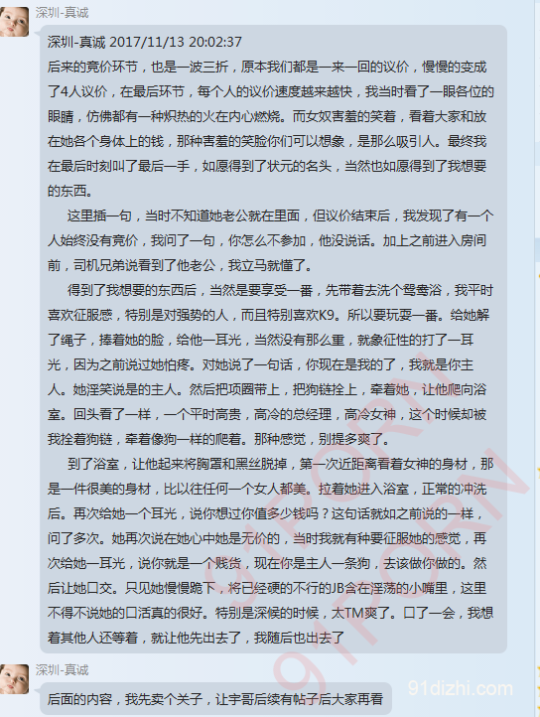 深圳-真诚
深圳-真诚 2017/11/13 20:02:37
后来的竞价环节，也是一波三折，原本我们都是一来一回的议价，慢慢的变成
了4人议价，在最后环节，每个人的议价速度越来越快，我当时看了一眼各位的
眼睛，仿佛都有一种炽热的火在内心燃烧。而女奴害羞的笑着，看着大家和放
在她各个身体上的钱，那种害羞的笑脸你们可以想象，是那么吸引人。最终我
在最后时刻叫了最后一手，如愿得到了状元的名头，当然也如愿得到了我想要
的东西。
这里插一句，当时不知道她老公就在里面，但议价结束后，我发现了有一个
人始终没有竞价，我问了一句，你怎么不参加，他没说话。加上之前进入房间
前，司机兄弟说看到了他老公，我立马就懂了。
得到了我想要的东西后，当然是要享受一番，先带着去洗个鸳鸯浴，我平时
喜欢征服感，特别是对强势的人，而且特别喜欢K9。所以要玩耍一番。给她解
了绳子，捧着她的脸，给他一耳光，当然没有那么重，就象征性的打了一耳
光，因为之前说过她怕疼。对她说了一句话，你现在是我的了，我就是你主
人。她淫笑说是的主人。然后把项圈带上，把狗链拴上，牵着她，让他爬向浴
室。回头看了一样，一个平时高贵，高冷的总经理，高冷女神，这个时候却被
我拴着狗链，牵着像狗一样的爬着。那种感觉，别提多爽了。
到了浴室，让他起来将胸罩和黑丝脱掉，第一次近距离看着女神的身材，那
是一件很美的身材，比以往任何一个女人都美。拉着她进入浴室，正常的冲洗
后。再次给她一个耳光，说你想过你值多少钱吗？这句话就如之前说的一样，
问了多次。她再次说在她心中她是无价的，当时我就有种要征服她的感觉，再
次给她一耳光，说你就是一个贱货，现在你是主人一条狗，去该做你做的。然
后让她口交。只见她慢慢跪下，将已经硬的不行的JB含在淫荡的小嘴里，这里
不得不说她的口活真的很好。特别是深候的时候，太TM爽了。口了一会，我想
着其他人还等着，就让他先出去了，我随后也出去了
深圳-真诚
后面的内容，我先卖个关子，让宇哥后续有帖子后大家再看
91PORN
91PORN
91dizhi.com